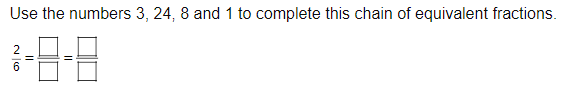 Use the numbers 3, 24, 8 and 1 to complete this chain of equivalent fractions.
2/6 = □/□ = □/□